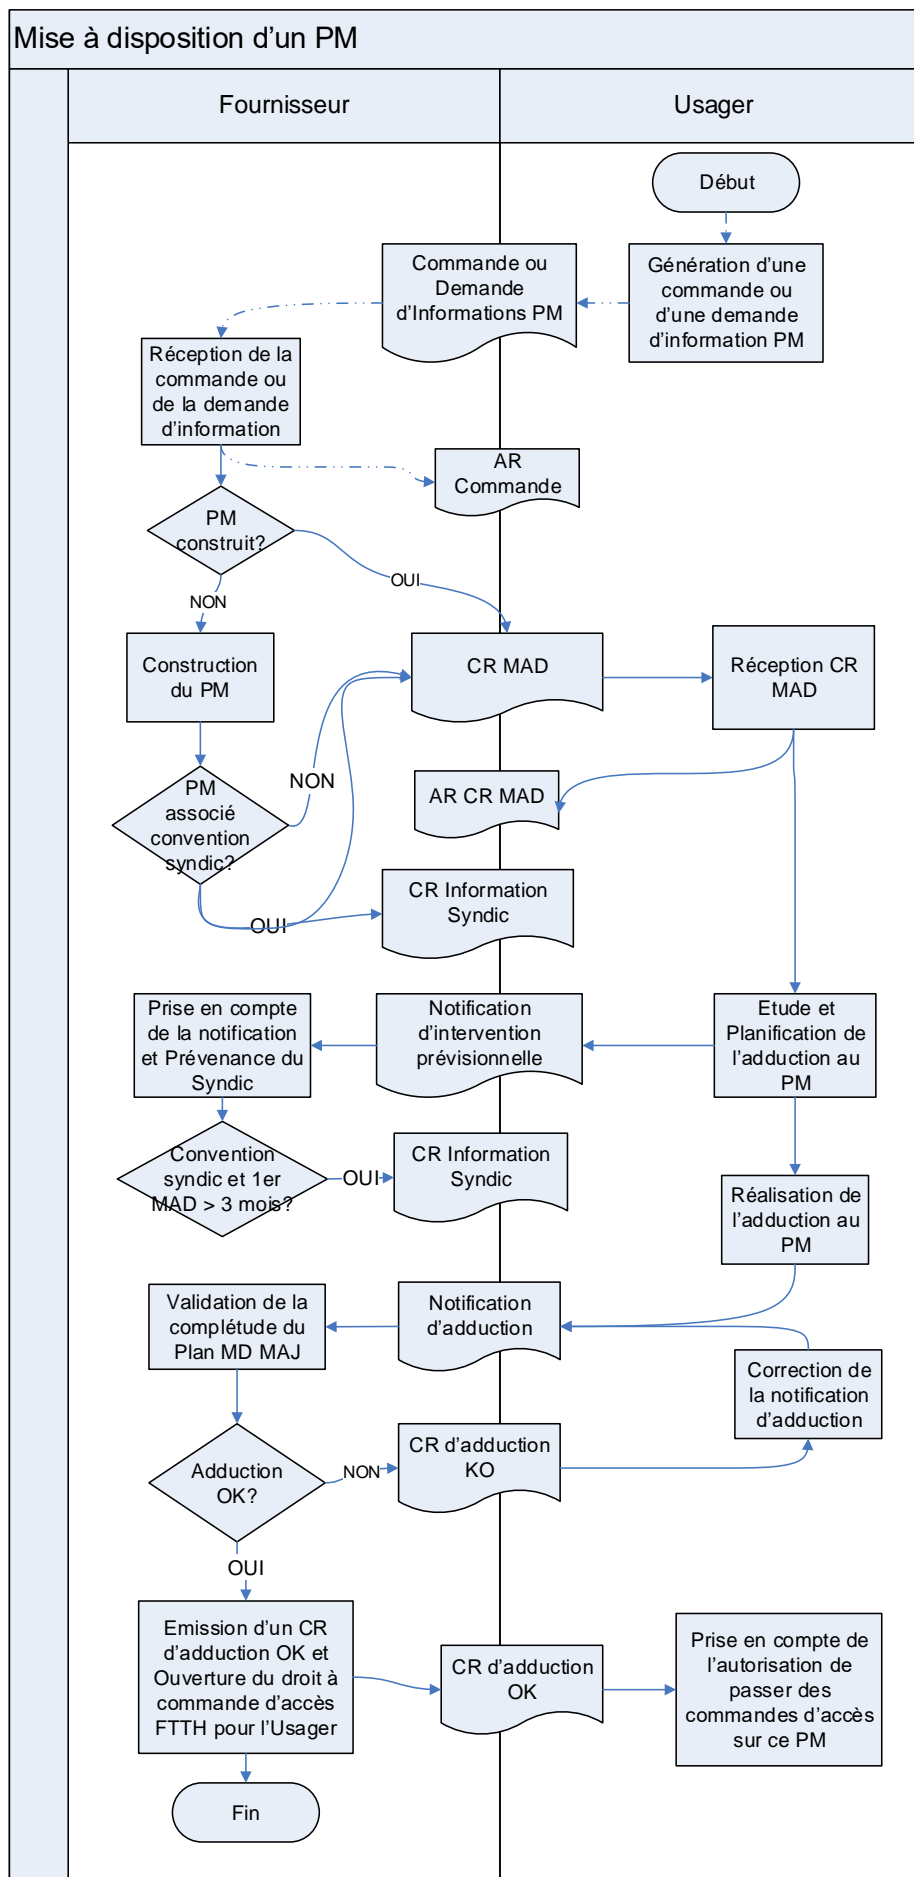 Mise à disposition d'un PM
Fournisseur
Usager
Début
Génération d'une
commande ou
d'une demande
d'information PM
Commande ou
Demande
d'Informations PM
Réception de la
commande ou
de la demande
d'information
AR
Commande
PM
construit?
OUI
NON
Construction
du PM
CR MAD
Réception CR
MAD
PM
associé
convention
syndic?
NON
AR CR MAD
OUI
CR Information
Syndic
Prise en compte
de la notification
et Prévenance du
Syndic
Notification
d'intervention
prévisionnelle
Etude et
Planification de
l'adduction au
PM
Convention
syndic et 1er
MAD > 3 mois?
OUI
CR Information
Syndic
Réalisation de
l'adduction au
PM
Validation de la
complétude du
Plan MD MAJ
Notification
d'adduction
Correction de
la notification
d'adduction
Adduction
OK?
NON
CR d'adduction
KO
OUI
Emission d'un CR
d'adduction OK et
Ouverture du droit à
commande d'accès
FTTH pour l'Usager
CR d'adduction
OK
Prise en compte de
l'autorisation de
passer des
commandes d'accès
sur ce PM
Fin